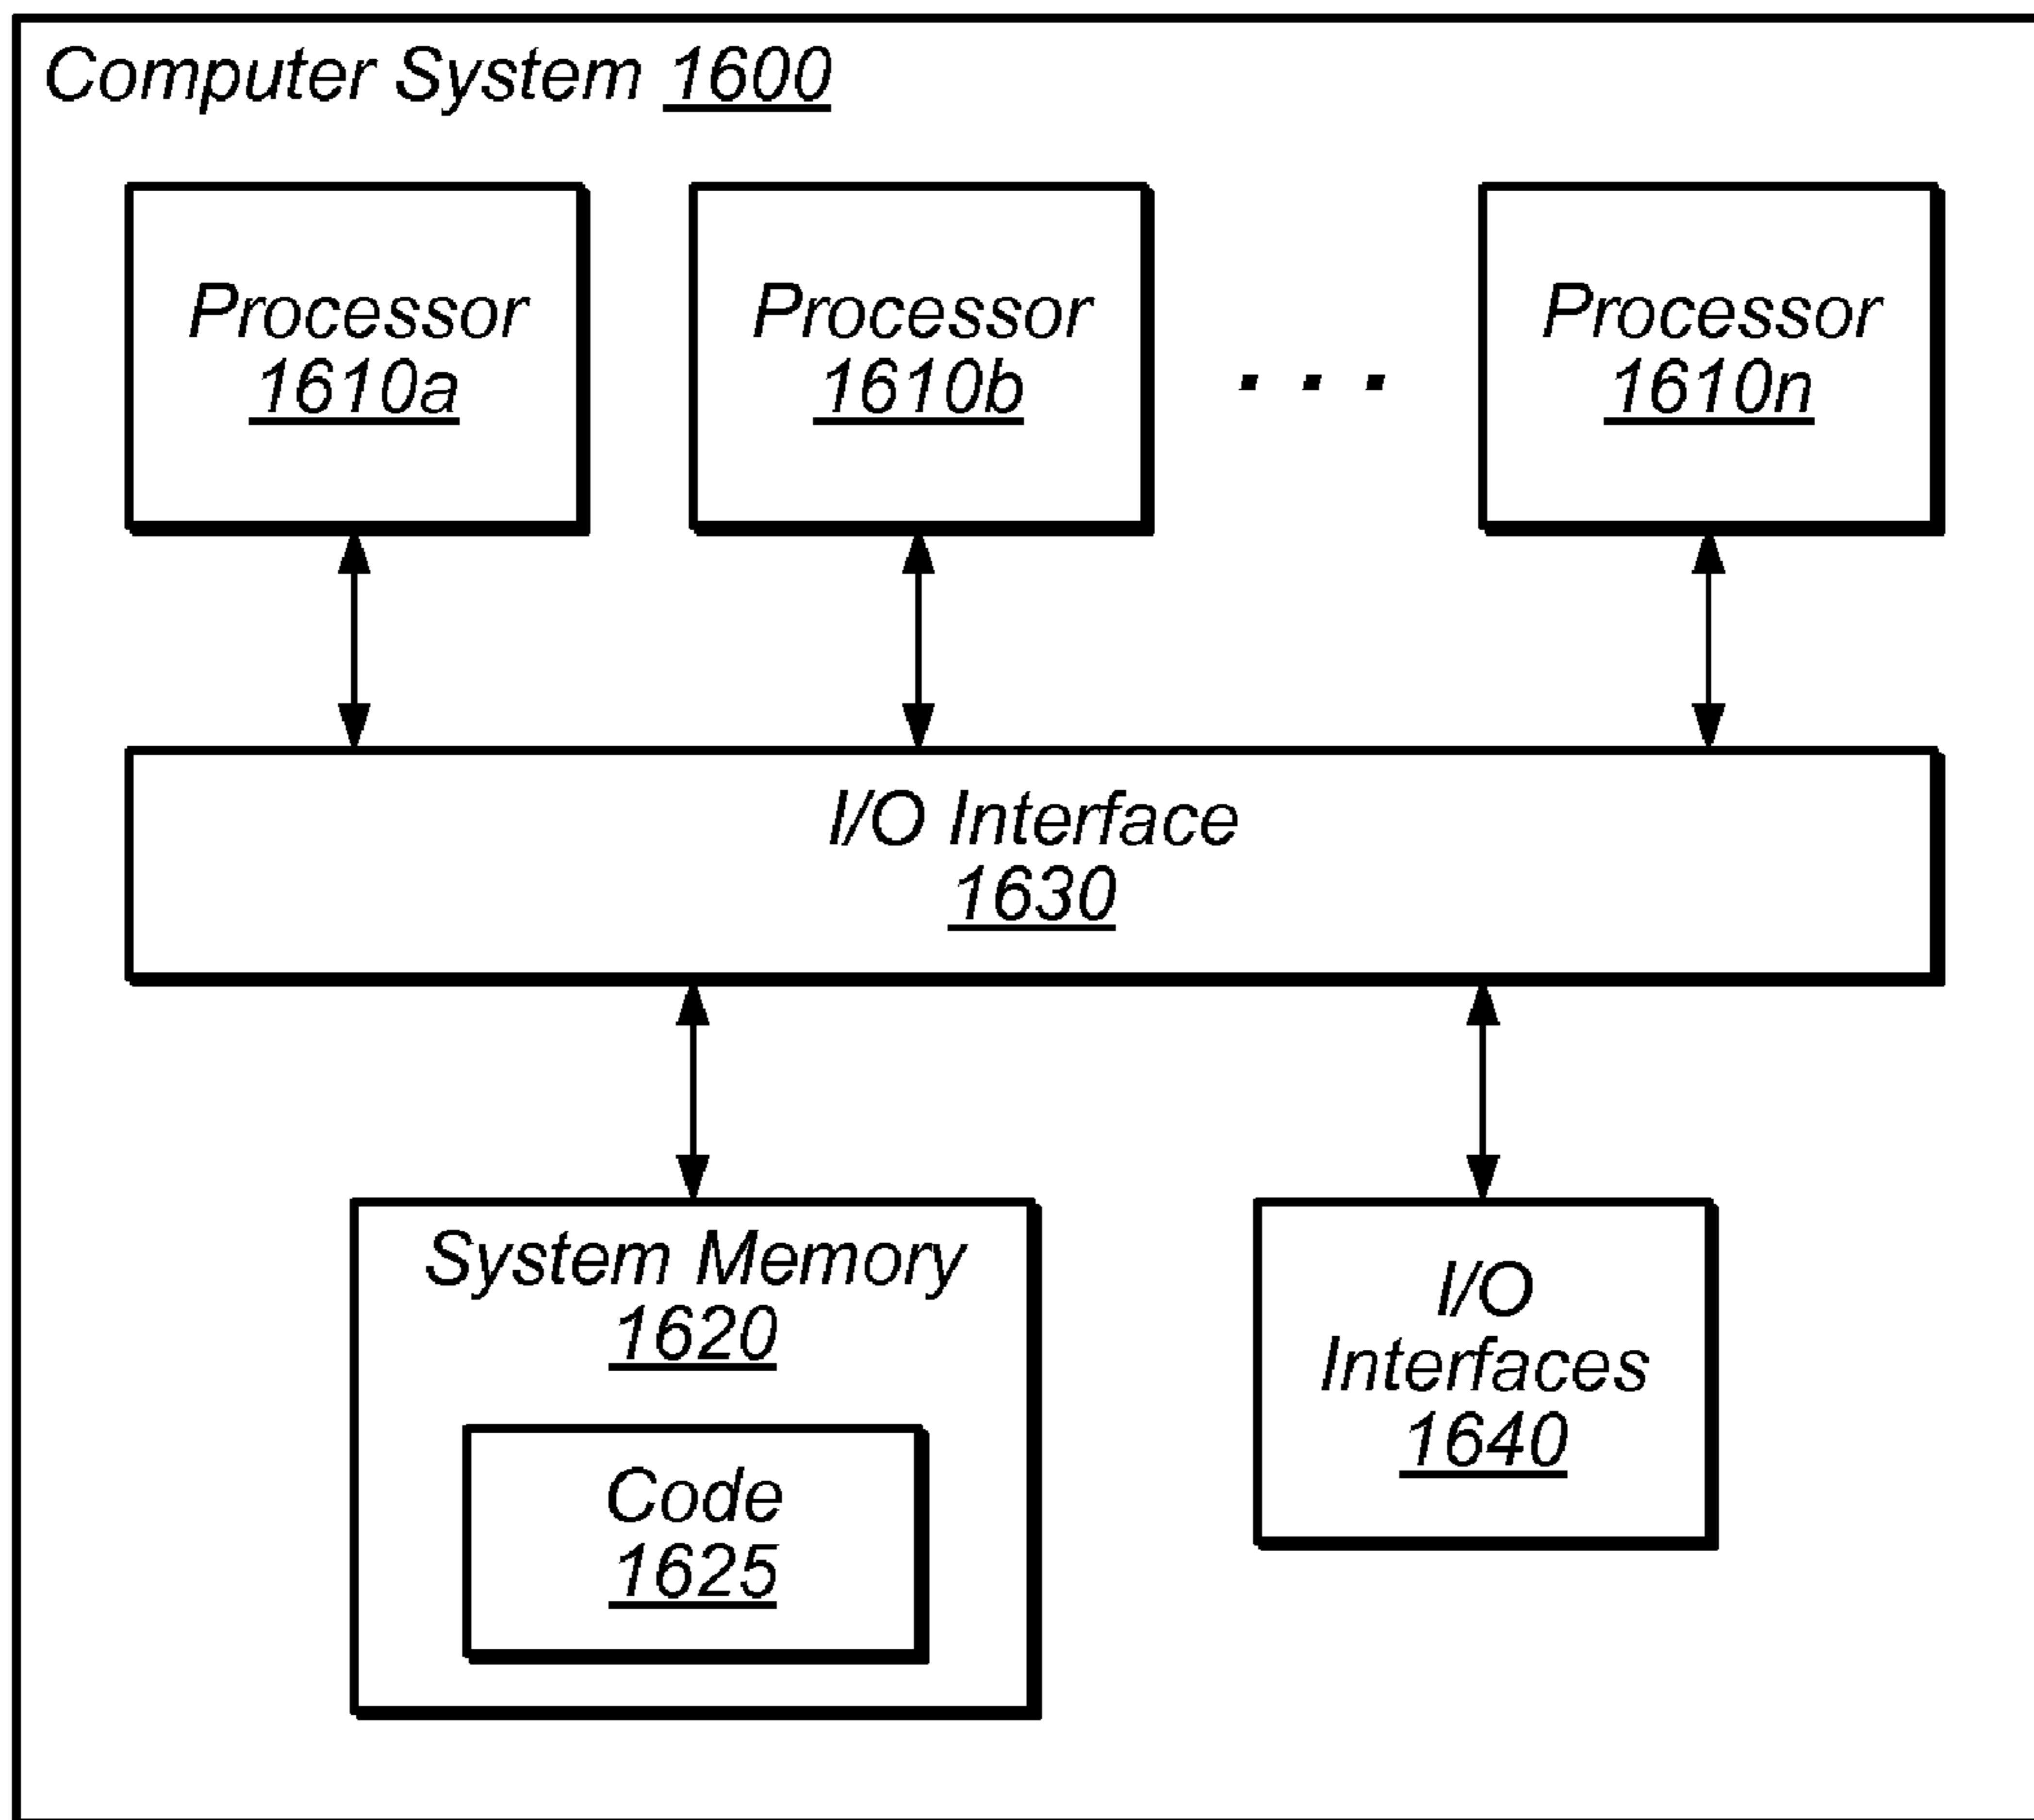 Computer System 1600
Processor
1610a
Processor
1610b
. . .
Processor
1610n
I/O Interface
1630
System Memory
1620
Code
1625
I/O
Interfaces
1640